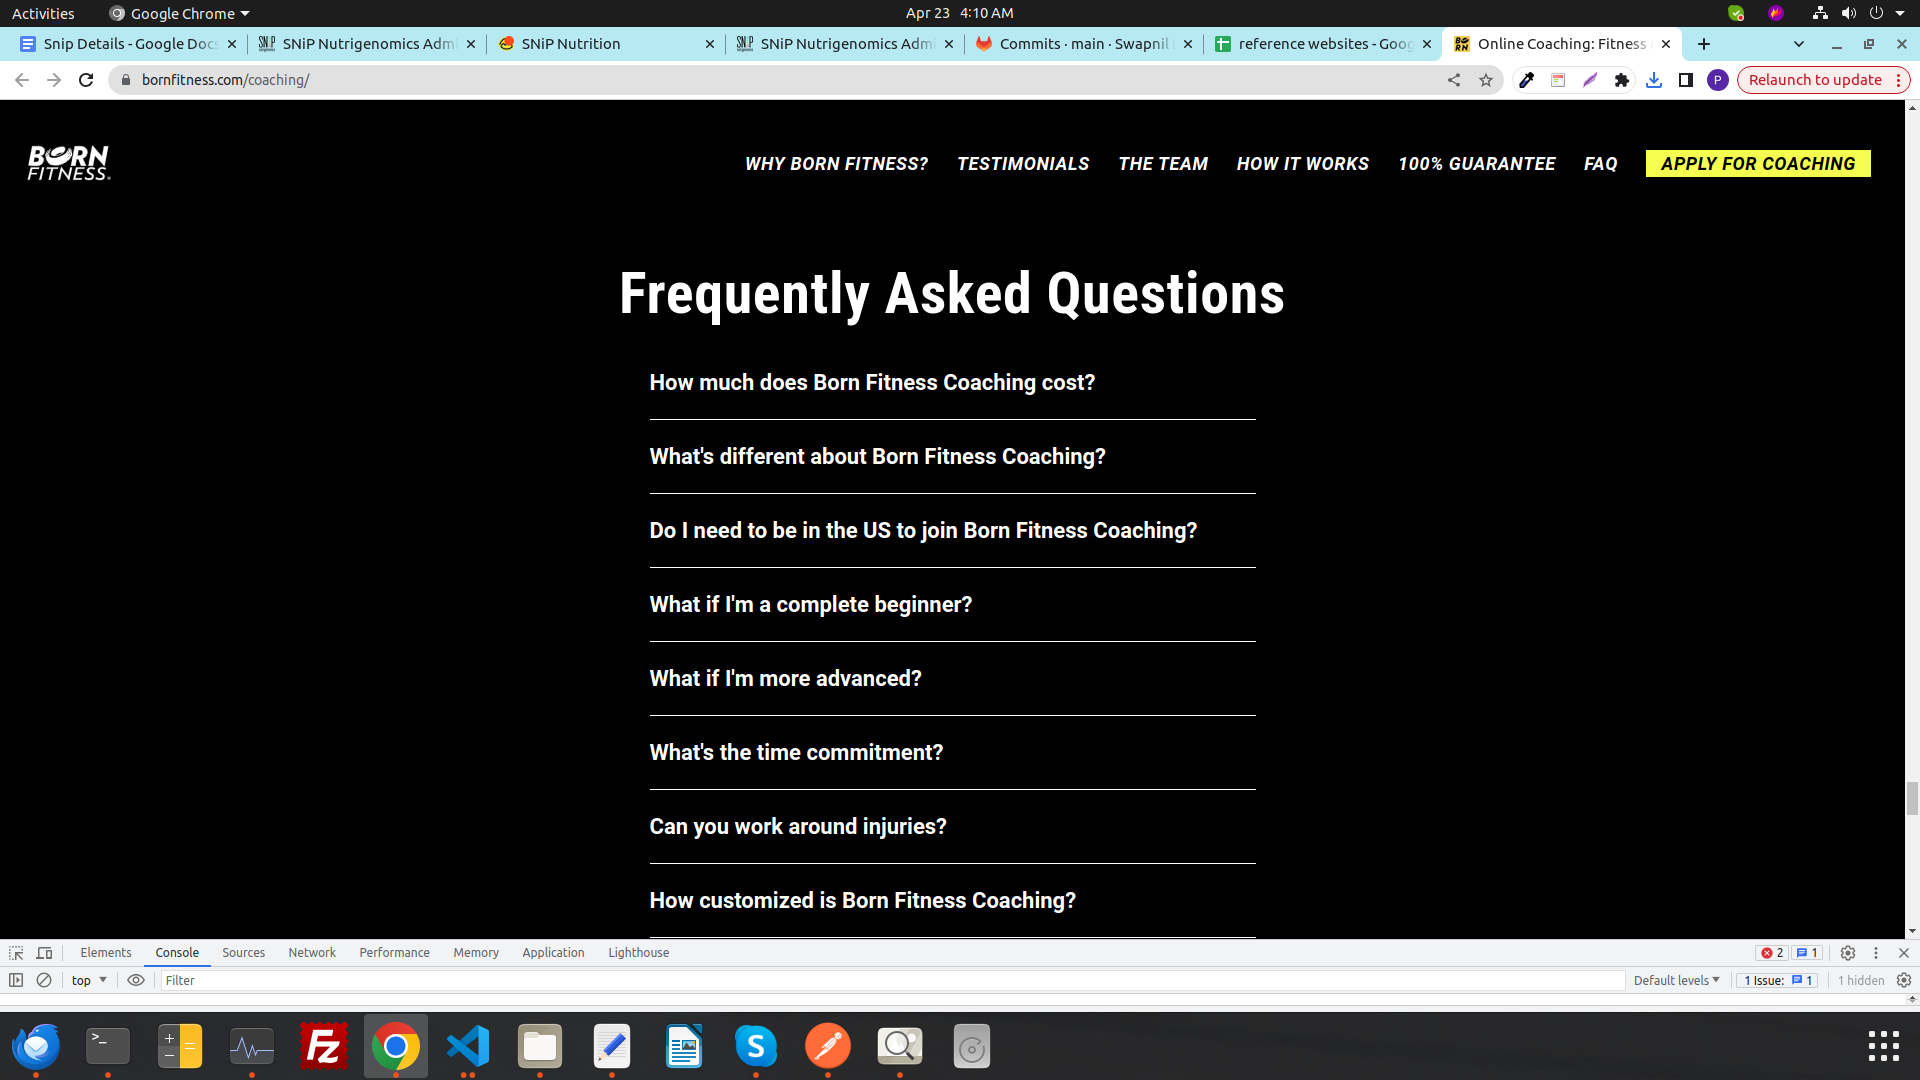 Activities
Google Chrome
Apr 23 4:10 AM
Snip Details - Google Docs
SNiP Nutrigenomics Admi
SNiP Nutrition
SNiP Nutrigenomics Admi
Commits · main · Swapnil
reference websites - Goog
Online Coaching: Fitness
bornfitness.com/coaching/
P
Relaunch to update
BORN
FITNESS
WHY BORN FITNESS?
TESTIMONIALS
THE TEAM
HOW IT WORKS
100% GUARANTEE
FAQ
APPLY FOR COACHING
Frequently Asked Questions
How much does Born Fitness Coaching cost?
What's different about Born Fitness Coaching?
Do I need to be in the US to join Born Fitness Coaching?
What if I'm a complete beginner?
What if I'm more advanced?
What's the time commitment?
Can you work around injuries?
How customized is Born Fitness Coaching?
Elements
Console
Sources
Network
Performance
Memory
Application
Lighthouse
2
1
top
Filter
Default levels
1 Issue: 1
1 hidden